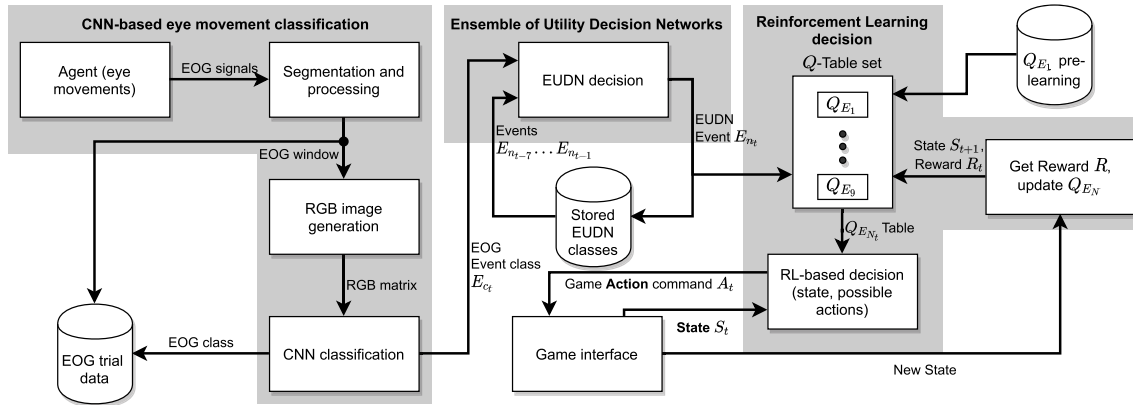 CNN-based eye movement classification
Agent (eye
movements)
EOG signals
Segmentation and
processing
EOG window
RGB image
generation
RGB matrix
CNN classification
EOG class
EOG trial
data
Ensemble of Utility Decision Networks
EUDN decision
Events
$E_{n_{t-7}} \ldots E_{n_{t-1}}$
EUDN
Event $E_{n_t}$
Stored
EUDN
classes
EOG
Event class
$E_{c_t}$
Game Action command $A_t$
State $S_t$
Game interface
New State
Reinforcement Learning
decision
$Q$-Table set
$Q_{E_1}$
$Q_{E_9}$
$Q_{E_1}$ pre-
learning
State $S_{t+1}$,
Reward $R_t$
Get Reward $R$,
update $Q_{E_N}$
$Q_{E_{N_t}}$ Table
RL-based decision
(state, possible
actions)